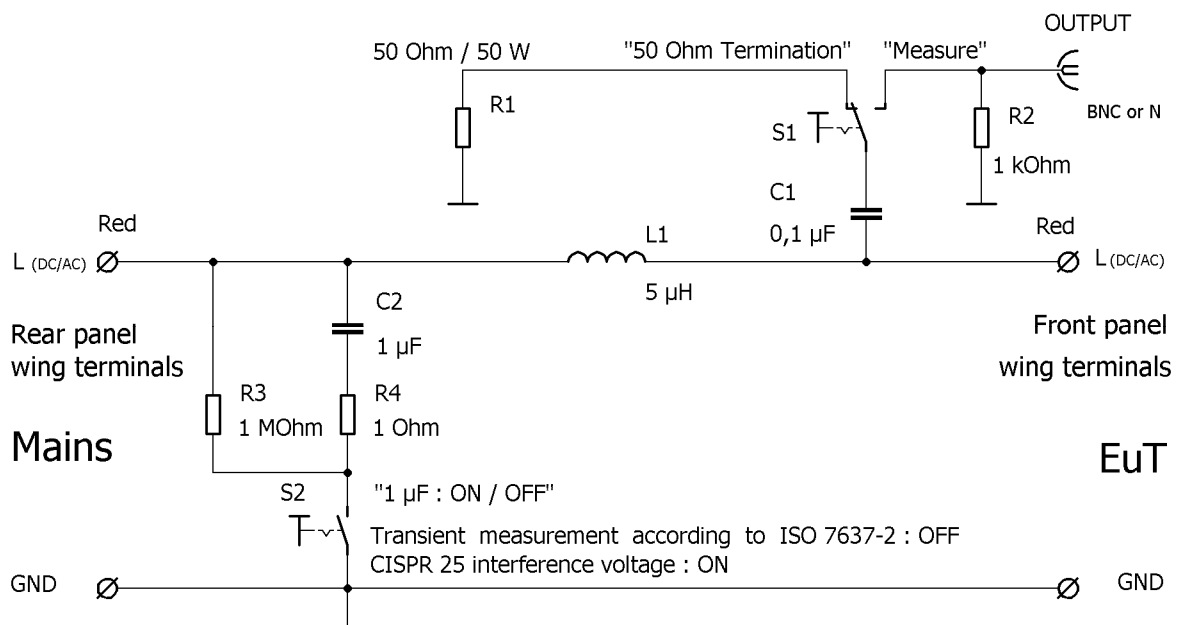 OUTPUT
50 Ohm / 50 W
"50 Ohm Termination"
"Measure"
R1
S1
R2
BNC or N
1 kOhm
C1
0,1 µF
Red
L1
Red
L (DC/AC)
5 µH
L (DC/AC)
C2
1 µF
Rear panel
wing terminals
Front panel
wing terminals
R3
1 MOhm
R4
1 Ohm
Mains
EuT
S2
"1 µF : ON / OFF"
Transient measurement according to ISO 7637-2 : OFF
CISPR 25 interference voltage : ON
GND
GND